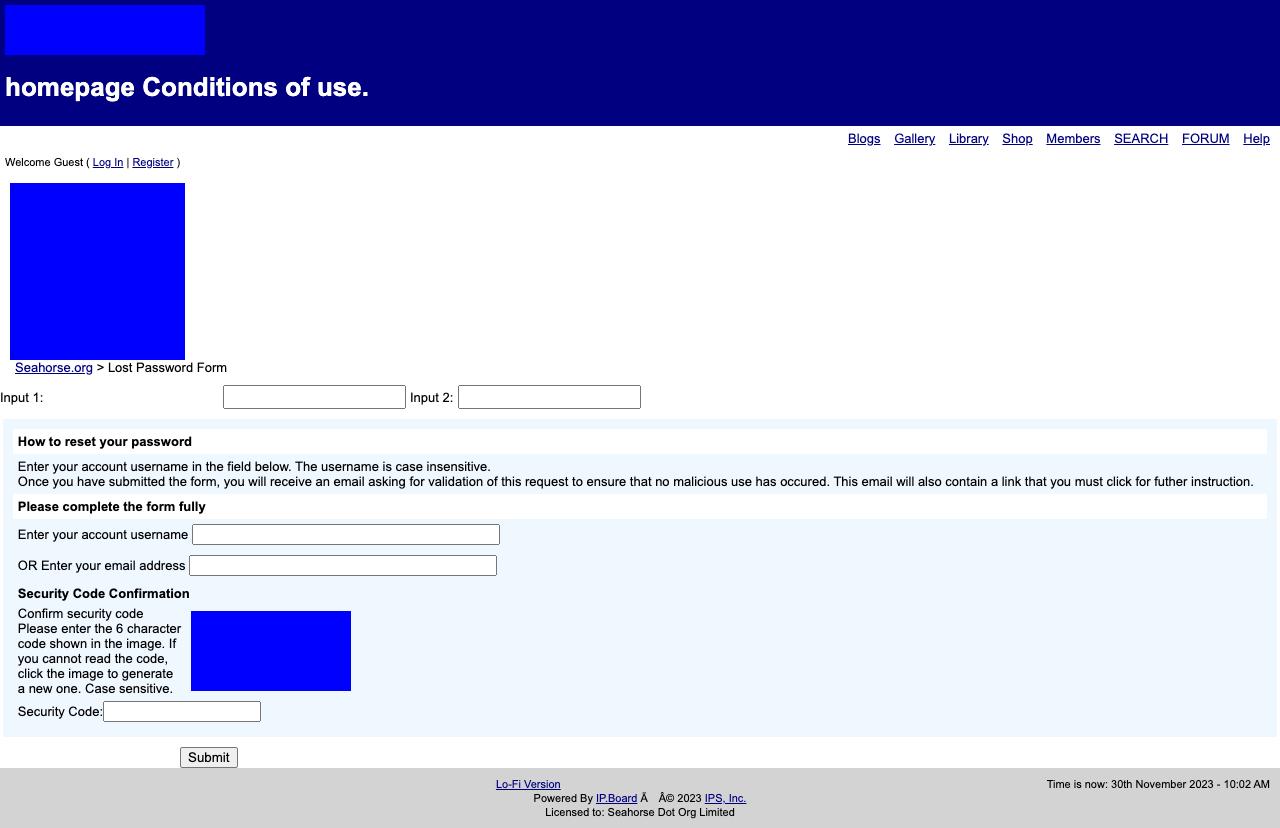 homepage Conditions of use.
Blogs Gallery Library Shop Members SEARCH FORUM Help
Welcome Guest ( Log In | Register )
Seahorse.org > Lost Password Form
Input 1: Input 2:
How to reset your password
Enter your account username in the field below. The username is case insensitive.
Once you have submitted the form, you will receive an email asking for validation of this request to ensure that no malicious use has occured. This email will also contain a link that you must click for futher instruction.
Please complete the form fully
Enter your account username
OR Enter your email address
Security Code Confirmation
Confirm security code
Please enter the 6 character
code shown in the image. If
you cannot read the code,
click the image to generate
a new one. Case sensitive.
Security Code:
Submit
Lo-Fi Version Time is now: 30th November 2023 - 10:02 AM
Powered By IP.Board Ã Â© 2023 IPS, Inc.
Licensed to: Seahorse Dot Org Limited